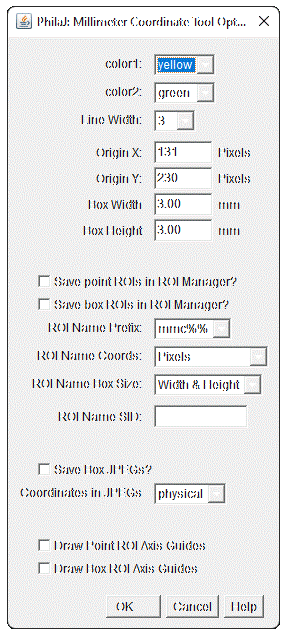 PhilaJ: Millimeter Coordinate Tool Opt...
color1: yellow
color2: green
Line Width: 3
Origin X: 131 Pixels
Origin Y: 230 Pixels
Box Width 3.00 mm
Box Height 3.00 mm
Save point ROIs in ROI Manager?
Save box ROIs in ROI Manager?
ROI Name Prefix: mmc%%
ROI Name Coords: Pixels
ROI Name Box Size: Width & Height
ROI Name SID:
Save Box JPEGs?
Coordinates in JPEGs physical
Draw Point ROI Axis Guides
Draw Box ROI Axis Guides
OK Cancel Help